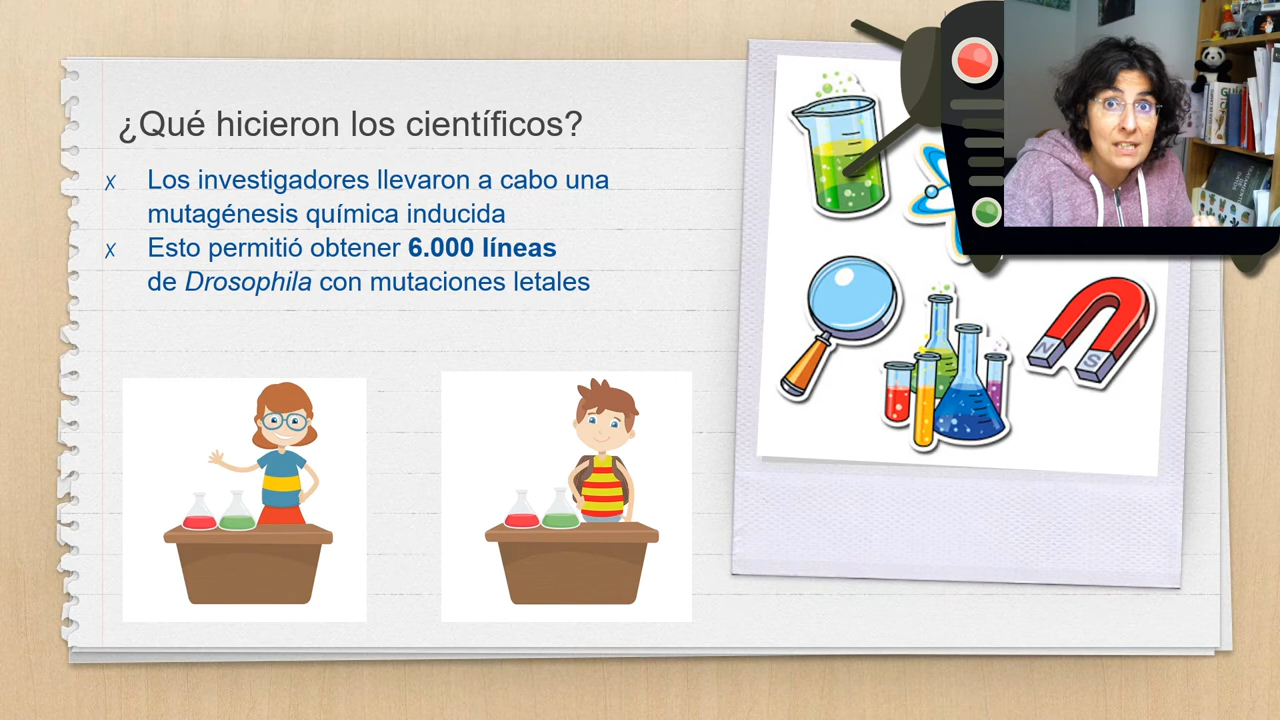 ¿Qué hicieron los científicos?
x Los investigadores llevaron a cabo una
mutagénesis química inducida
x Esto permitió obtener 6.000 líneas
de Drosophila con mutaciones letales
N S